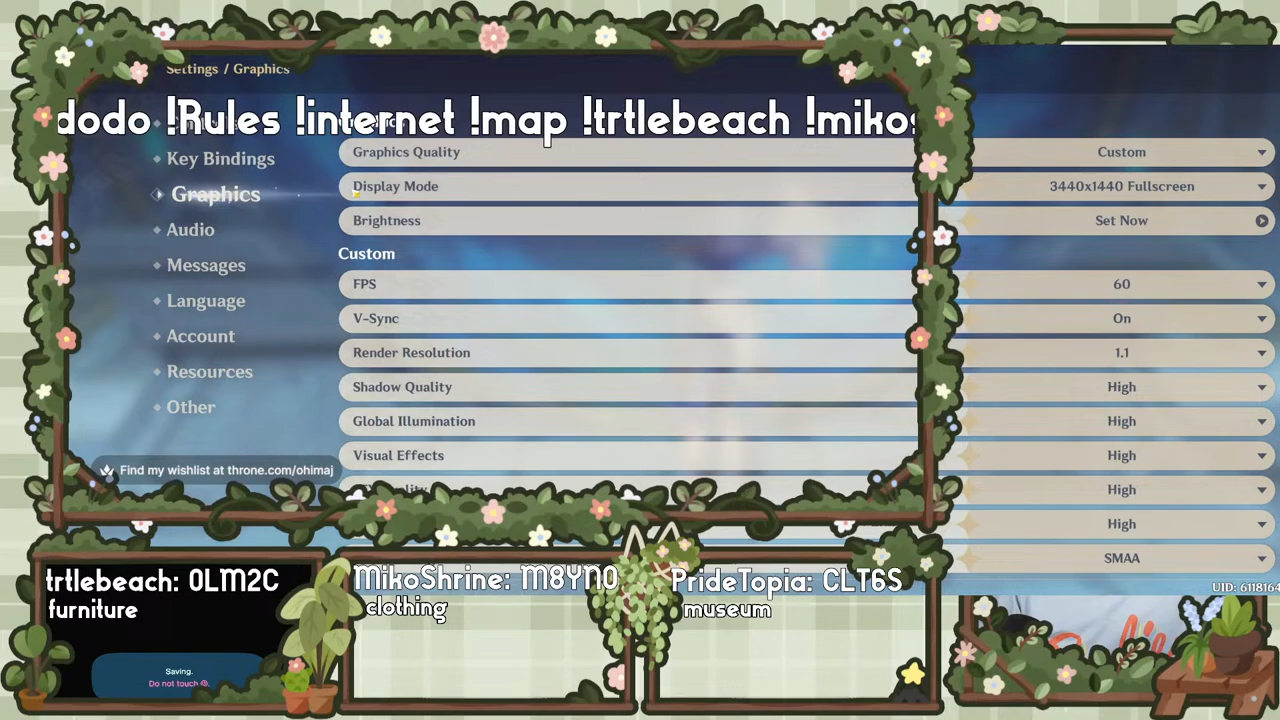 Settings / Graphics
dodo !Rules !internet !map !trtlebeach !mikos
Key Bindings
Graphics
Audio
Messages
Language
Account
Resources
Other
Graphics Quality Custom
Display Mode 3440x1440 Fullscreen
Brightness Set Now
Custom
FPS 60
V-Sync On
Render Resolution 1.1
Shadow Quality High
Global Illumination High
Visual Effects High
High
High
SMAA
Find my wishlist at throne.com/ohimaj
UID: 6118164
trtlebeach: 0LM2C
furniture
Saving.
Do not touch
MikoShrine: M8YN0
clothing
PrideTopia: CLT6S
museum